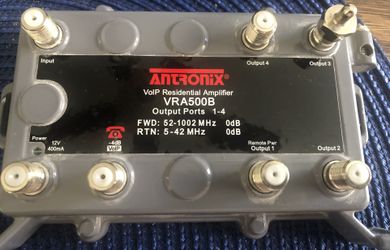 Input
Output 4
Output 3
ANTRONIX
VoIP Residential Amplifier
VRA500B
Output Ports 1-4
FWD: 52-1002 MHz 0dB
RTN: 5-42 MHz 0dB
Power
12V
400mA
-4dB
VoIP
Remote Pwr
Output 1
Output 2